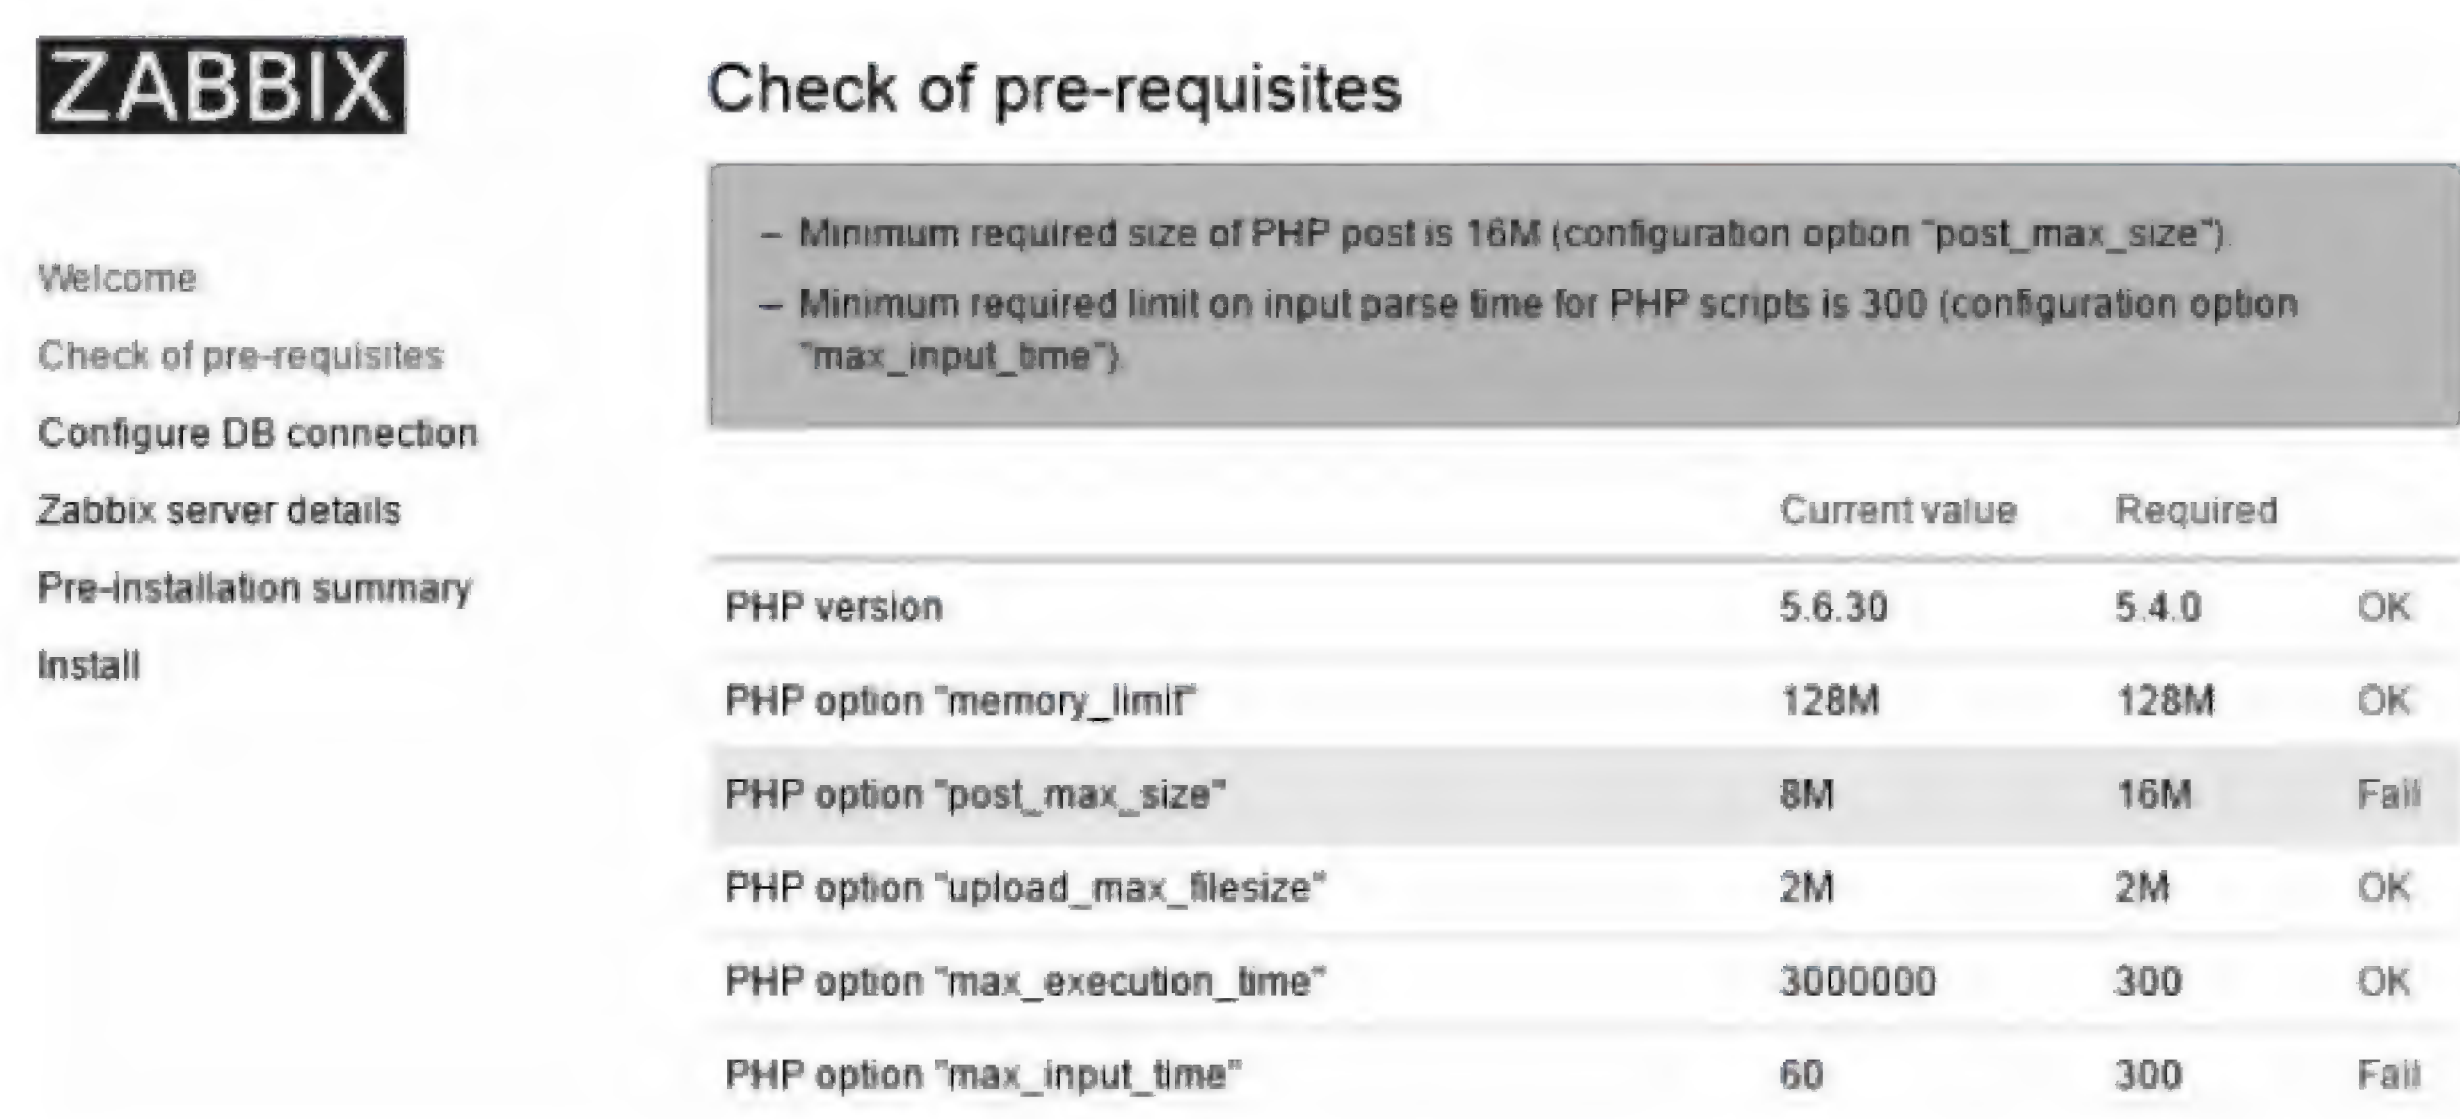 ZABBIX
Welcome
Check of pre-requisites
Configure DB connection
Zabbix server details
Pre-installation summary
Install
Check of pre-requisites
– Minimum required size of PHP post is 16M (configuration option "post_max_size").
– Minimum required limit on input parse time for PHP scripts is 300 (configuration option
"max_input_time").
Current value Required
PHP version 5.6.30 5.4.0 OK
PHP option "memory_limit" 128M 128M OK
PHP option "post_max_size" 8M 16M Fail
PHP option "upload_max_filesize" 2M 2M OK
PHP option "max_execution_time" 3000000 300 OK
PHP option "max_input_time" 60 300 Fail